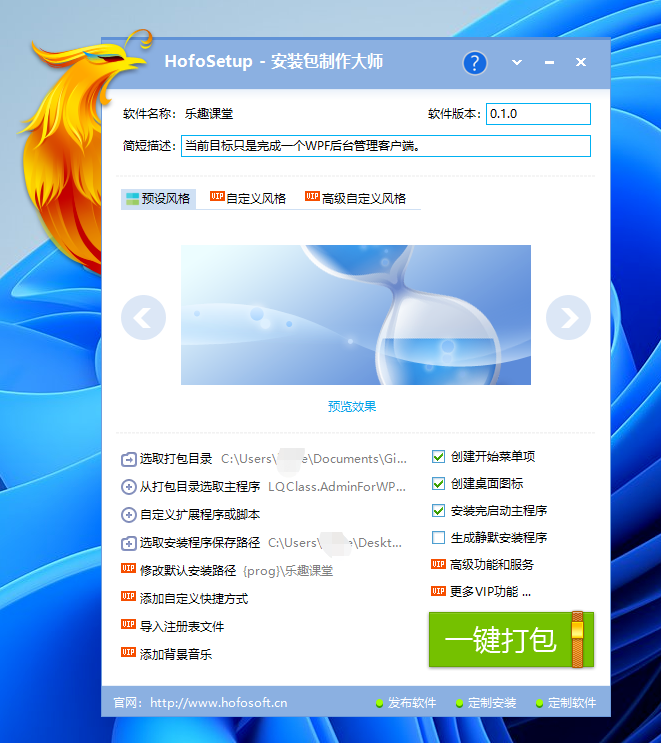 HofoSetup - 安装包制作大师
?
软件名称： 乐趣课堂 软件版本： 0.1.0
简短描述： 当前目标只是完成一个WPF后台管理客户端。
预设风格 VIP 自定义风格 VIP 高级自定义风格
预览效果
选取打包目录 C:\Users\ e\Documents\Gi...
从打包目录选取主程序 LQClass.AdminForWP...
自定义扩展程序或脚本
选取安装程序保存路径 C:\Users\ e\Deskt...
VIP 修改默认安装路径 {prog}\乐趣课堂
VIP 添加自定义快捷方式
VIP 导入注册表文件
VIP 添加背景音乐
创建开始菜单项
创建桌面图标
安装完启动主程序
生成静默安装程序
VIP 高级功能和服务
VIP 更多VIP功能 ...
一键打包
官网： http://www.hofosoft.cn 发布软件 定制安装 定制软件